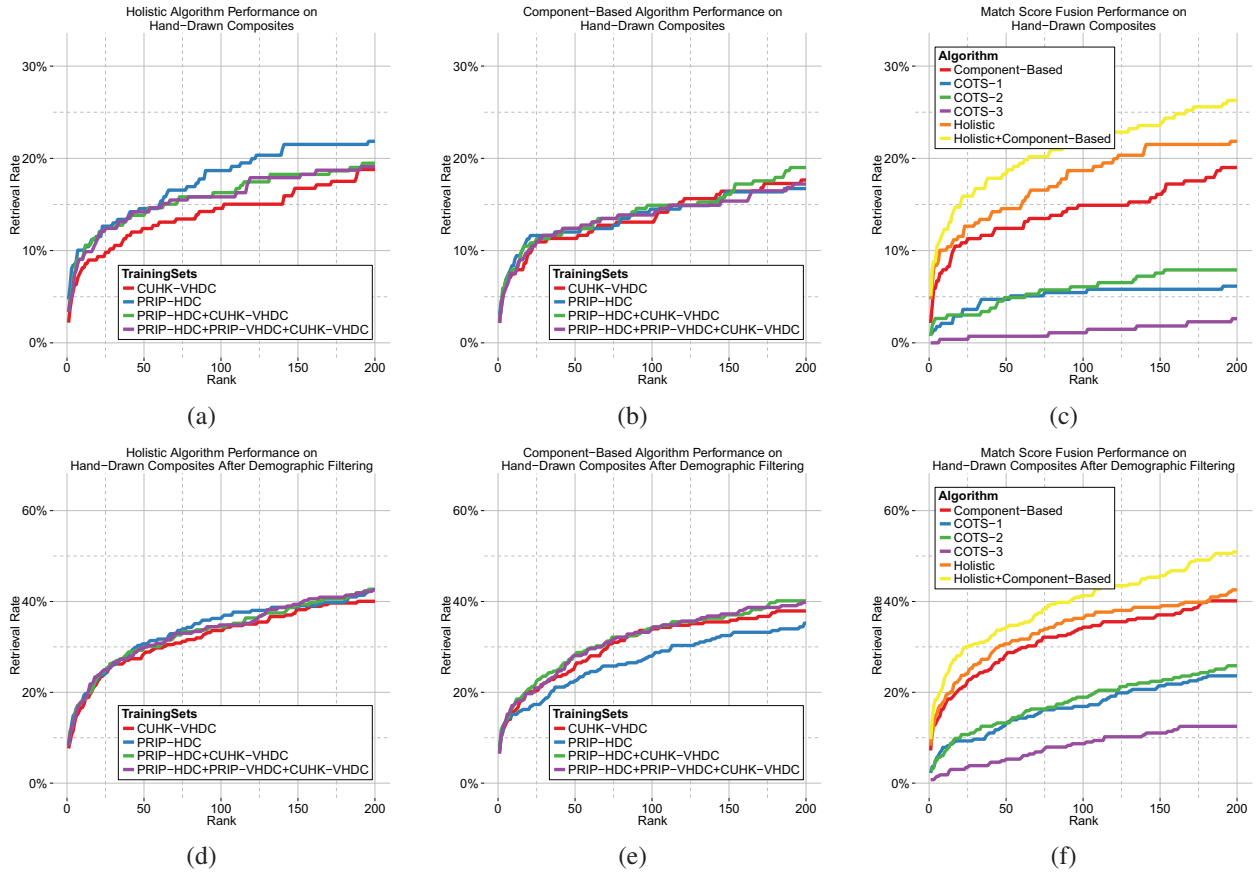 Holistic Algorithm Performance on
Hand−Drawn Composites
30%
20%
10%
0%
Retrieval Rate
TrainingSets
CUHK−VHDC
PRIP−HDC
PRIP−HDC+CUHK−VHDC
PRIP−HDC+PRIP−VHDC+CUHK−VHDC
0 50 100 150 200
Rank
(a)
Component−Based Algorithm Performance on
Hand−Drawn Composites
30%
20%
10%
0%
Retrieval Rate
TrainingSets
CUHK−VHDC
PRIP−HDC
PRIP−HDC+CUHK−VHDC
PRIP−HDC+PRIP−VHDC+CUHK−VHDC
0 50 100 150 200
Rank
(b)
Match Score Fusion Performance on
Hand−Drawn Composites
30%
20%
10%
0%
Retrieval Rate
Algorithm
Component−Based
COTS−1
COTS−2
COTS−3
Holistic
Holistic+Component−Based
0 50 100 150 200
Rank
(c)
Holistic Algorithm Performance on
Hand−Drawn Composites After Demographic Filtering
60%
40%
20%
0%
Retrieval Rate
TrainingSets
CUHK−VHDC
PRIP−HDC
PRIP−HDC+CUHK−VHDC
PRIP−HDC+PRIP−VHDC+CUHK−VHDC
0 50 100 150 200
Rank
(d)
Component−Based Algorithm Performance on
Hand−Drawn Composites After Demographic Filtering
60%
40%
20%
0%
Retrieval Rate
TrainingSets
CUHK−VHDC
PRIP−HDC
PRIP−HDC+CUHK−VHDC
PRIP−HDC+PRIP−VHDC+CUHK−VHDC
0 50 100 150 200
Rank
(e)
Match Score Fusion Performance on
Hand−Drawn Composites After Demographic Filtering
60%
40%
20%
0%
Retrieval Rate
Algorithm
Component−Based
COTS−1
COTS−2
COTS−3
Holistic
Holistic+Component−Based
0 50 100 150 200
Rank
(f)